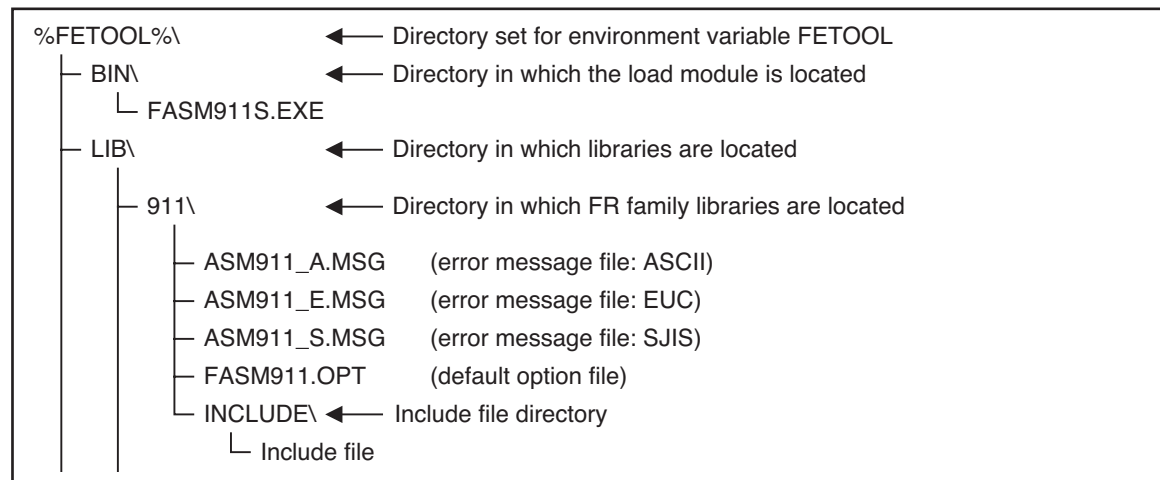 %FETOOL%\ Directory set for environment variable FETOOL
BIN\ Directory in which the load module is located
FASM911S.EXE
LIB\ Directory in which libraries are located
911\ Directory in which FR family libraries are located
ASM911_A.MSG (error message file: ASCII)
ASM911_E.MSG (error message file: EUC)
ASM911_S.MSG (error message file: SJIS)
FASM911.OPT (default option file)
INCLUDE\ Include file directory
Include file